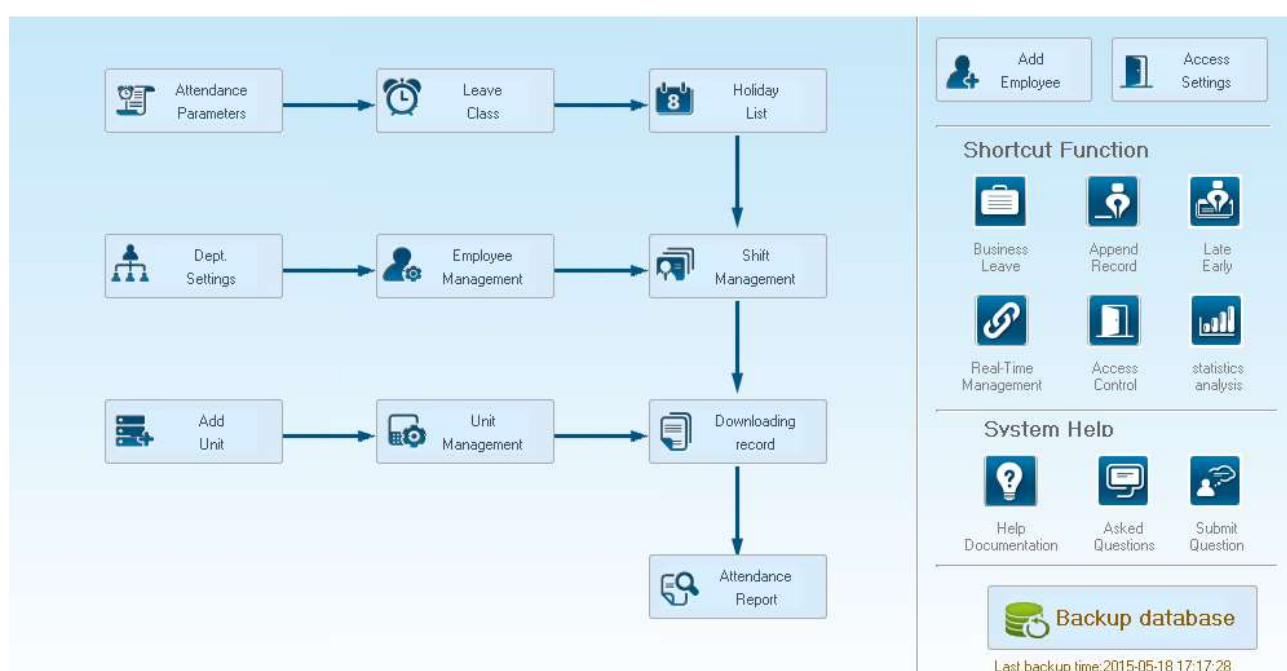 Attendance
Parameters
Leave
Class
8
Holiday
List
Dept.
Settings
Employee
Management
Shift
Management
Add
Unit
Unit
Management
Downloading
record
Attendance
Report
Add
Employee
Access
Settings
Shortcut Function
Business
Leave
Append
Record
Late
Early
Real-Time
Management
Access
Control
statistics
analysis
System Help
?
Help
Documentation
Asked
Questions
Submit
Question
Backup database
Last backup time:2015-05-18 17:17:28